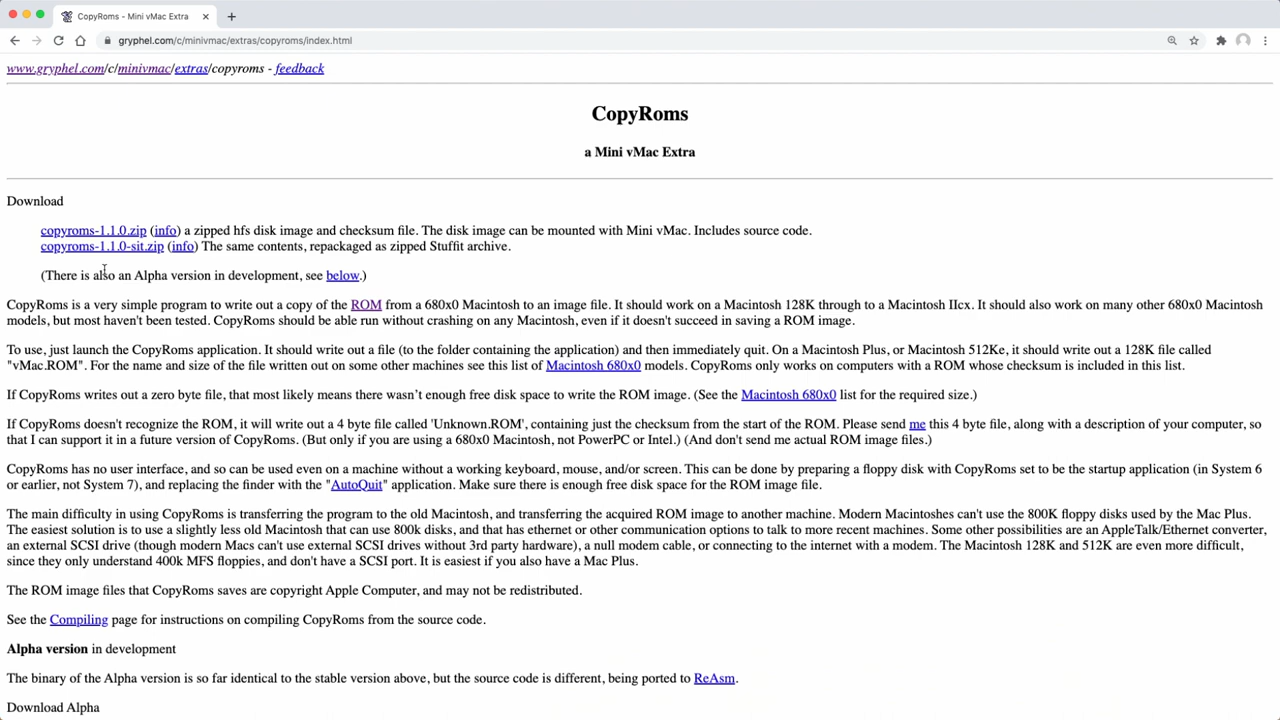 CopyRoms - Mini vMac Extra
gryphel.com/c/minivmac/extras/copyroms/index.html
www.gryphel.com/c/minivmac/extras/copyroms - feedback
CopyRoms
a Mini vMac Extra
Download
copyroms-1.1.0.zip (info) a zipped hfs disk image and checksum file. The disk image can be mounted with Mini vMac. Includes source code.
copyroms-1.1.0-sit.zip (info) The same contents, repackaged as zipped Stuffit archive.
(There is also an Alpha version in development, see below.)
CopyRoms is a very simple program to write out a copy of the ROM from a 680x0 Macintosh to an image file. It should work on a Macintosh 128K through to a Macintosh IIcx. It should also work on many other 680x0 Macintosh
models, but most haven't been tested. CopyRoms should be able run without crashing on any Macintosh, even if it doesn't succeed in saving a ROM image.
To use, just launch the CopyRoms application. It should write out a file (to the folder containing the application) and then immediately quit. On a Macintosh Plus, or Macintosh 512Ke, it should write out a 128K file called
"vMac.ROM". For the name and size of the file written out on some other machines see this list of Macintosh 680x0 models. CopyRoms only works on computers with a ROM whose checksum is included in this list.
If CopyRoms writes out a zero byte file, that most likely means there wasn't enough free disk space to write the ROM image. (See the Macintosh 680x0 list for the required size.)
If CopyRoms doesn't recognize the ROM, it will write out a 4 byte file called 'Unknown.ROM', containing just the checksum from the start of the ROM. Please send me this 4 byte file, along with a description of your computer, so
that I can support it in a future version of CopyRoms. (But only if you are using a 680x0 Macintosh, not PowerPC or Intel.) (And don't send me actual ROM image files.)
CopyRoms has no user interface, and so can be used even on a machine without a working keyboard, mouse, and/or screen. This can be done by preparing a floppy disk with CopyRoms set to be the startup application (in System 6
or earlier, not System 7), and replacing the finder with the "AutoQuit" application. Make sure there is enough free disk space for the ROM image file.
The main difficulty in using CopyRoms is transferring the program to the old Macintosh, and transferring the acquired ROM image to another machine. Modern Macintoshes can't use the 800K floppy disks used by the Mac Plus.
The easiest solution is to use a slightly less old Macintosh that can use 800k disks, and that has ethernet or other communication options to talk to more recent machines. Some other possibilities are an AppleTalk/Ethernet converter,
an external SCSI drive (though modern Macs can't use external SCSI drives without 3rd party hardware), a null modem cable, or connecting to the internet with a modem. The Macintosh 128K and 512K are even more difficult,
since they only understand 400k MFS floppies, and don't have a SCSI port. It is easiest if you also have a Mac Plus.
The ROM image files that CopyRoms saves are copyright Apple Computer, and may not be redistributed.
See the Compiling page for instructions on compiling CopyRoms from the source code.
Alpha version in development
The binary of the Alpha version is so far identical to the stable version above, but the source code is different, being ported to ReAsm.
Download Alpha